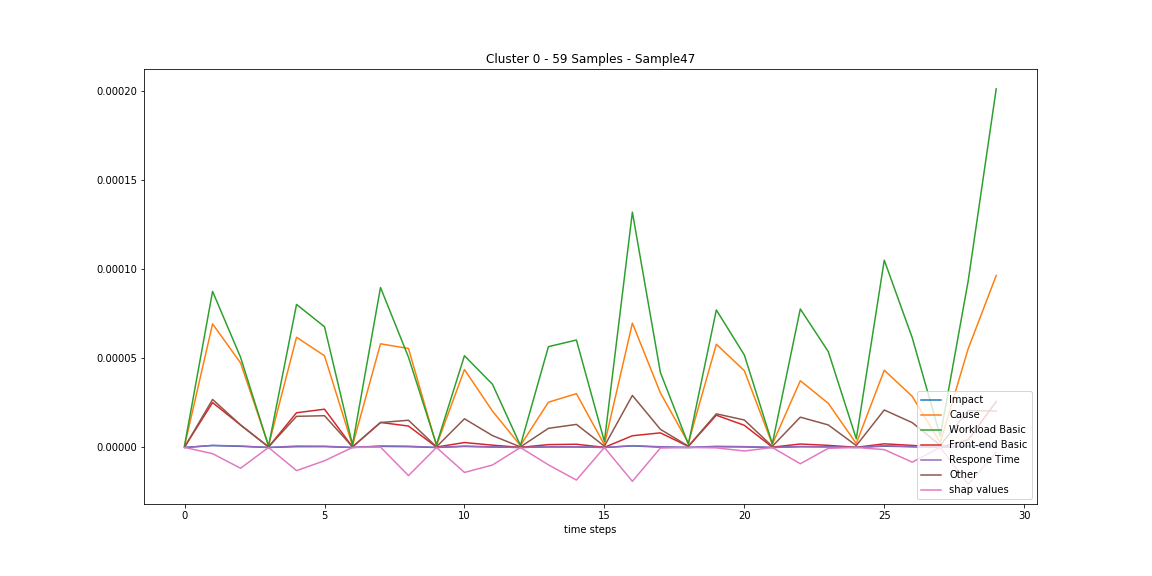 Cluster 0 - 59 Samples - Sample47
0.00020
0.00015
0.00010
0.00005
0.00000
Impact
Cause
Workload Basic
Front-end Basic
Respone Time
Other
shap values
0 5 10 15 20 25 30
time steps